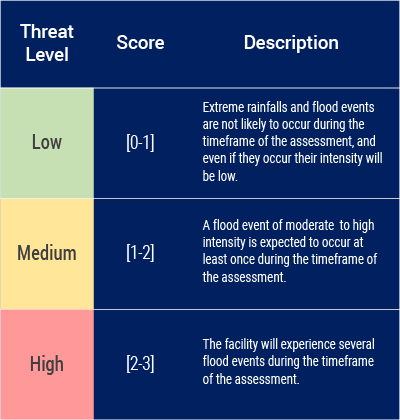 Threat
Level
Score
Description
Low
[0-1]
Extreme rainfalls and flood events
are not likely to occur during the
timeframe of the assessment, and
even if they occur their intensity will
be low.
Medium
[1-2]
A flood event of moderate to high
intensity is expected to occur at
least once during the timeframe of
the assessment.
High
[2-3]
The facility will experience several
flood events during the timeframe
of the assessment.